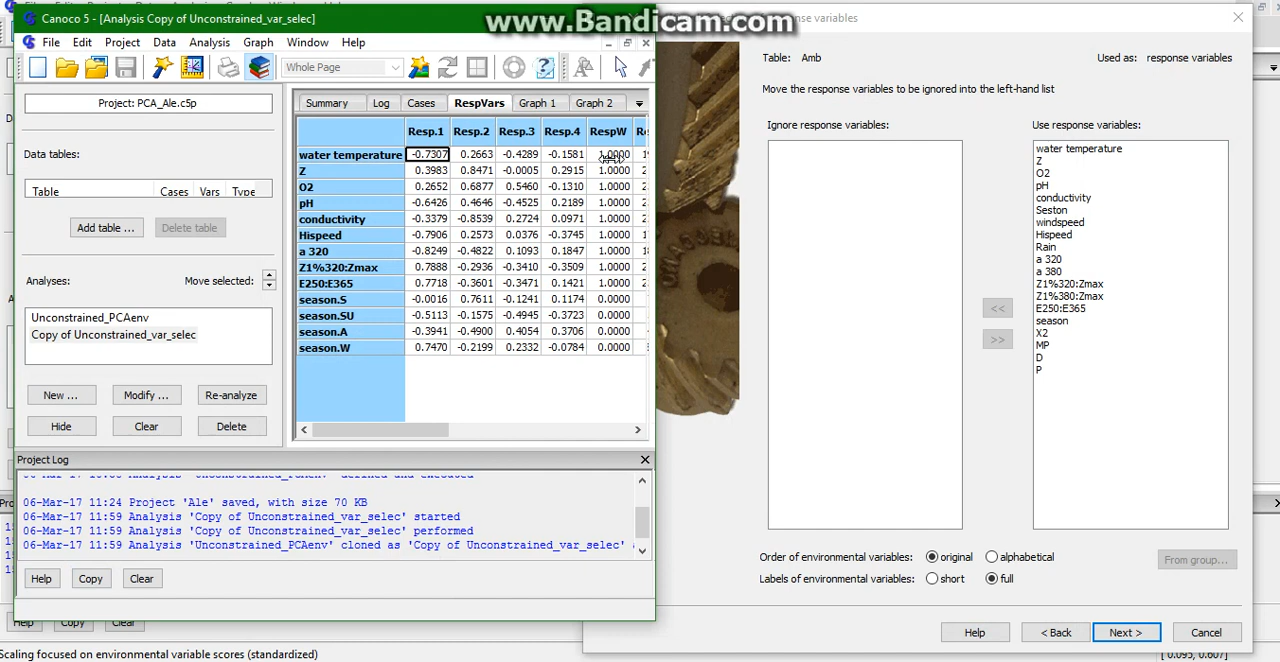 www.Bandicam.com
Canoco 5 - [Analysis Copy of Unconstrained_var_selec]
File Edit Project Data Analysis Graph Window Help
Whole Page
Project: PCA_Ale.c5p
Data tables:
Table Cases Vars Type
Add table ... Delete table
Analyses: Move selected:
Unconstrained_PCAenv
Copy of Unconstrained_var_selec
New ... Modify ... Re-analyze
Hide Clear Delete
Summary Log Cases RespVars Graph 1 Graph 2
Resp.1 Resp.2 Resp.3 Resp.4 RespW
water temperature -0.7307 0.2663 -0.4289 -0.1581 1.0000
Z 0.3983 0.8471 -0.0005 0.2915 1.0000
O2 0.2652 0.6877 0.5460 -0.1310 1.0000
pH -0.6426 0.4646 -0.4525 0.2189 1.0000
conductivity -0.3379 -0.8539 0.2724 0.0971 1.0000
Hispeed -0.7906 0.2573 0.0376 -0.3745 1.0000
a 320 -0.8249 -0.4822 0.1093 0.1847 1.0000
Z1%320:Zmax 0.7888 -0.2936 -0.3410 -0.3509 1.0000
E250:E365 0.7718 -0.3601 -0.3471 0.1421 1.0000
season.S -0.0016 0.7611 -0.1241 0.1174 0.0000
season.SU -0.5113 -0.1575 -0.4945 -0.3723 0.0000
season.A -0.3941 -0.4900 0.4054 0.3706 0.0000
season.W 0.7470 -0.2199 0.2332 -0.0784 0.0000
Project Log
06-Mar-17 11:24 Project 'Ale' saved, with size 70 KB
06-Mar-17 11:59 Analysis 'Copy of Unconstrained_var_selec' started
06-Mar-17 11:59 Analysis 'Copy of Unconstrained_var_selec' performed
06-Mar-17 11:59 Analysis 'Unconstrained_PCAenv' cloned as 'Copy of Unconstrained_var_selec'
Help Copy Clear
Help Copy Clear
Scaling focused on environmental variable scores (standardized)
response variables
Table: Amb Used as: response variables
Move the response variables to be ignored into the left-hand list
Ignore response variables: Use response variables:
water temperature
Z
O2
pH
conductivity
Seston
windspeed
Hispeed
Rain
a 320
a 380
Z1%320:Zmax
Z1%380:Zmax
E250:E365
season
X2
MP
D
P
<<
>>
Order of environmental variables: original alphabetical
From group...
Labels of environmental variables: short full
Help < Back Next > Cancel
[ 0.095, 0.607]